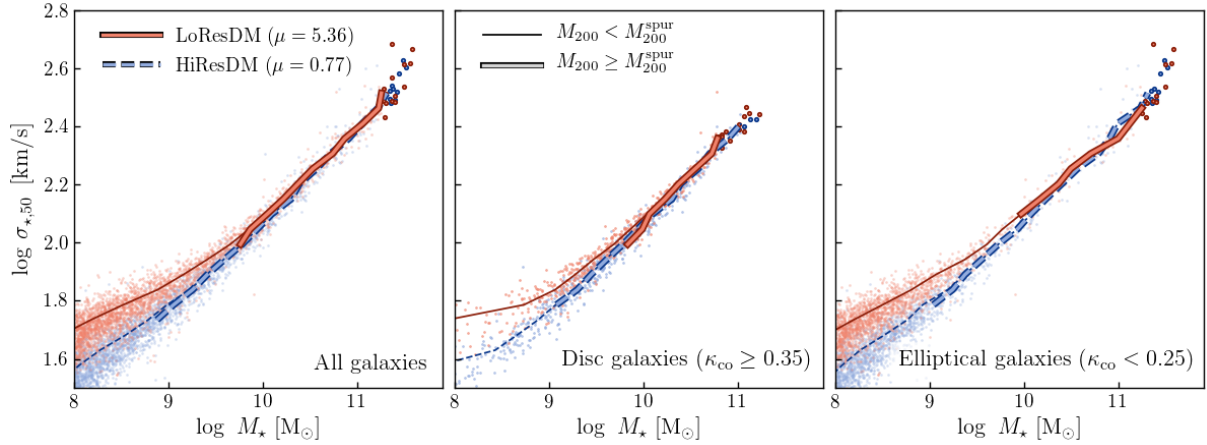 2.8
2.6
2.4
2.2
2.0
1.8
1.6
log σ⋆,50 [km/s]
LoResDM (μ = 5.36)
HiResDM (μ = 0.77)
All galaxies
8 9 10 11
log M⋆ [M⊙]
M200 < M200^spur
M200 ≥ M200^spur
Disc galaxies (κco ≥ 0.35)
8 9 10 11
log M⋆ [M⊙]
Elliptical galaxies (κco < 0.25)
8 9 10 11
log M⋆ [M⊙]